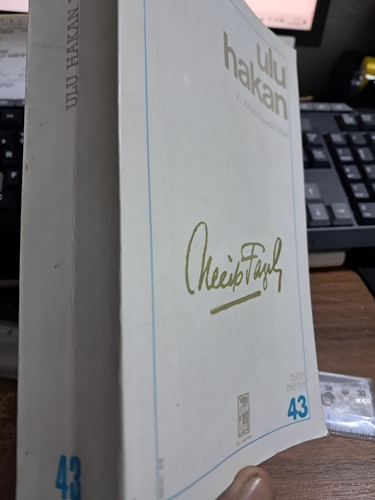 ULU HAKAN
ulu
hakan
Necip Fazıl
bütün
eserleri
43
43